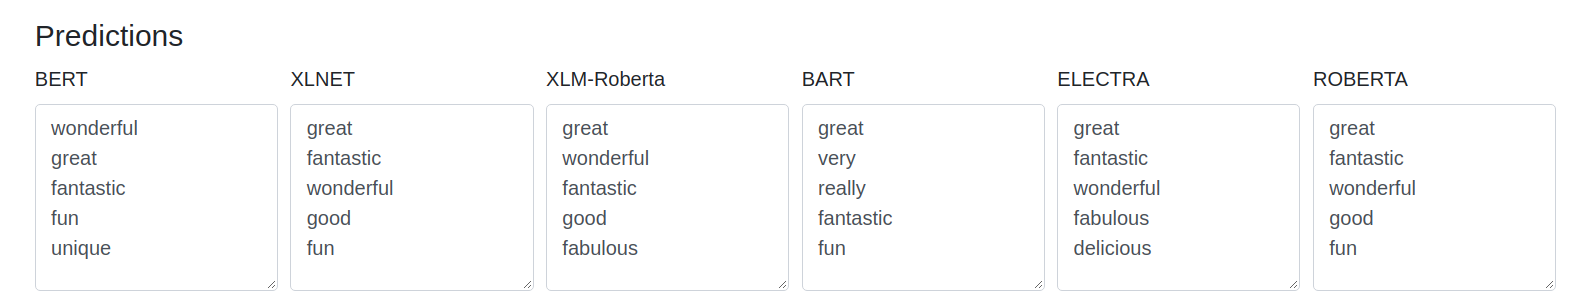 Predictions
BERT
wonderful
great
fantastic
fun
unique
XLNET
great
fantastic
wonderful
good
fun
XLM-Roberta
great
wonderful
fantastic
good
fabulous
BART
great
very
really
fantastic
fun
ELECTRA
great
fantastic
wonderful
fabulous
delicious
ROBERTA
great
fantastic
wonderful
good
fun